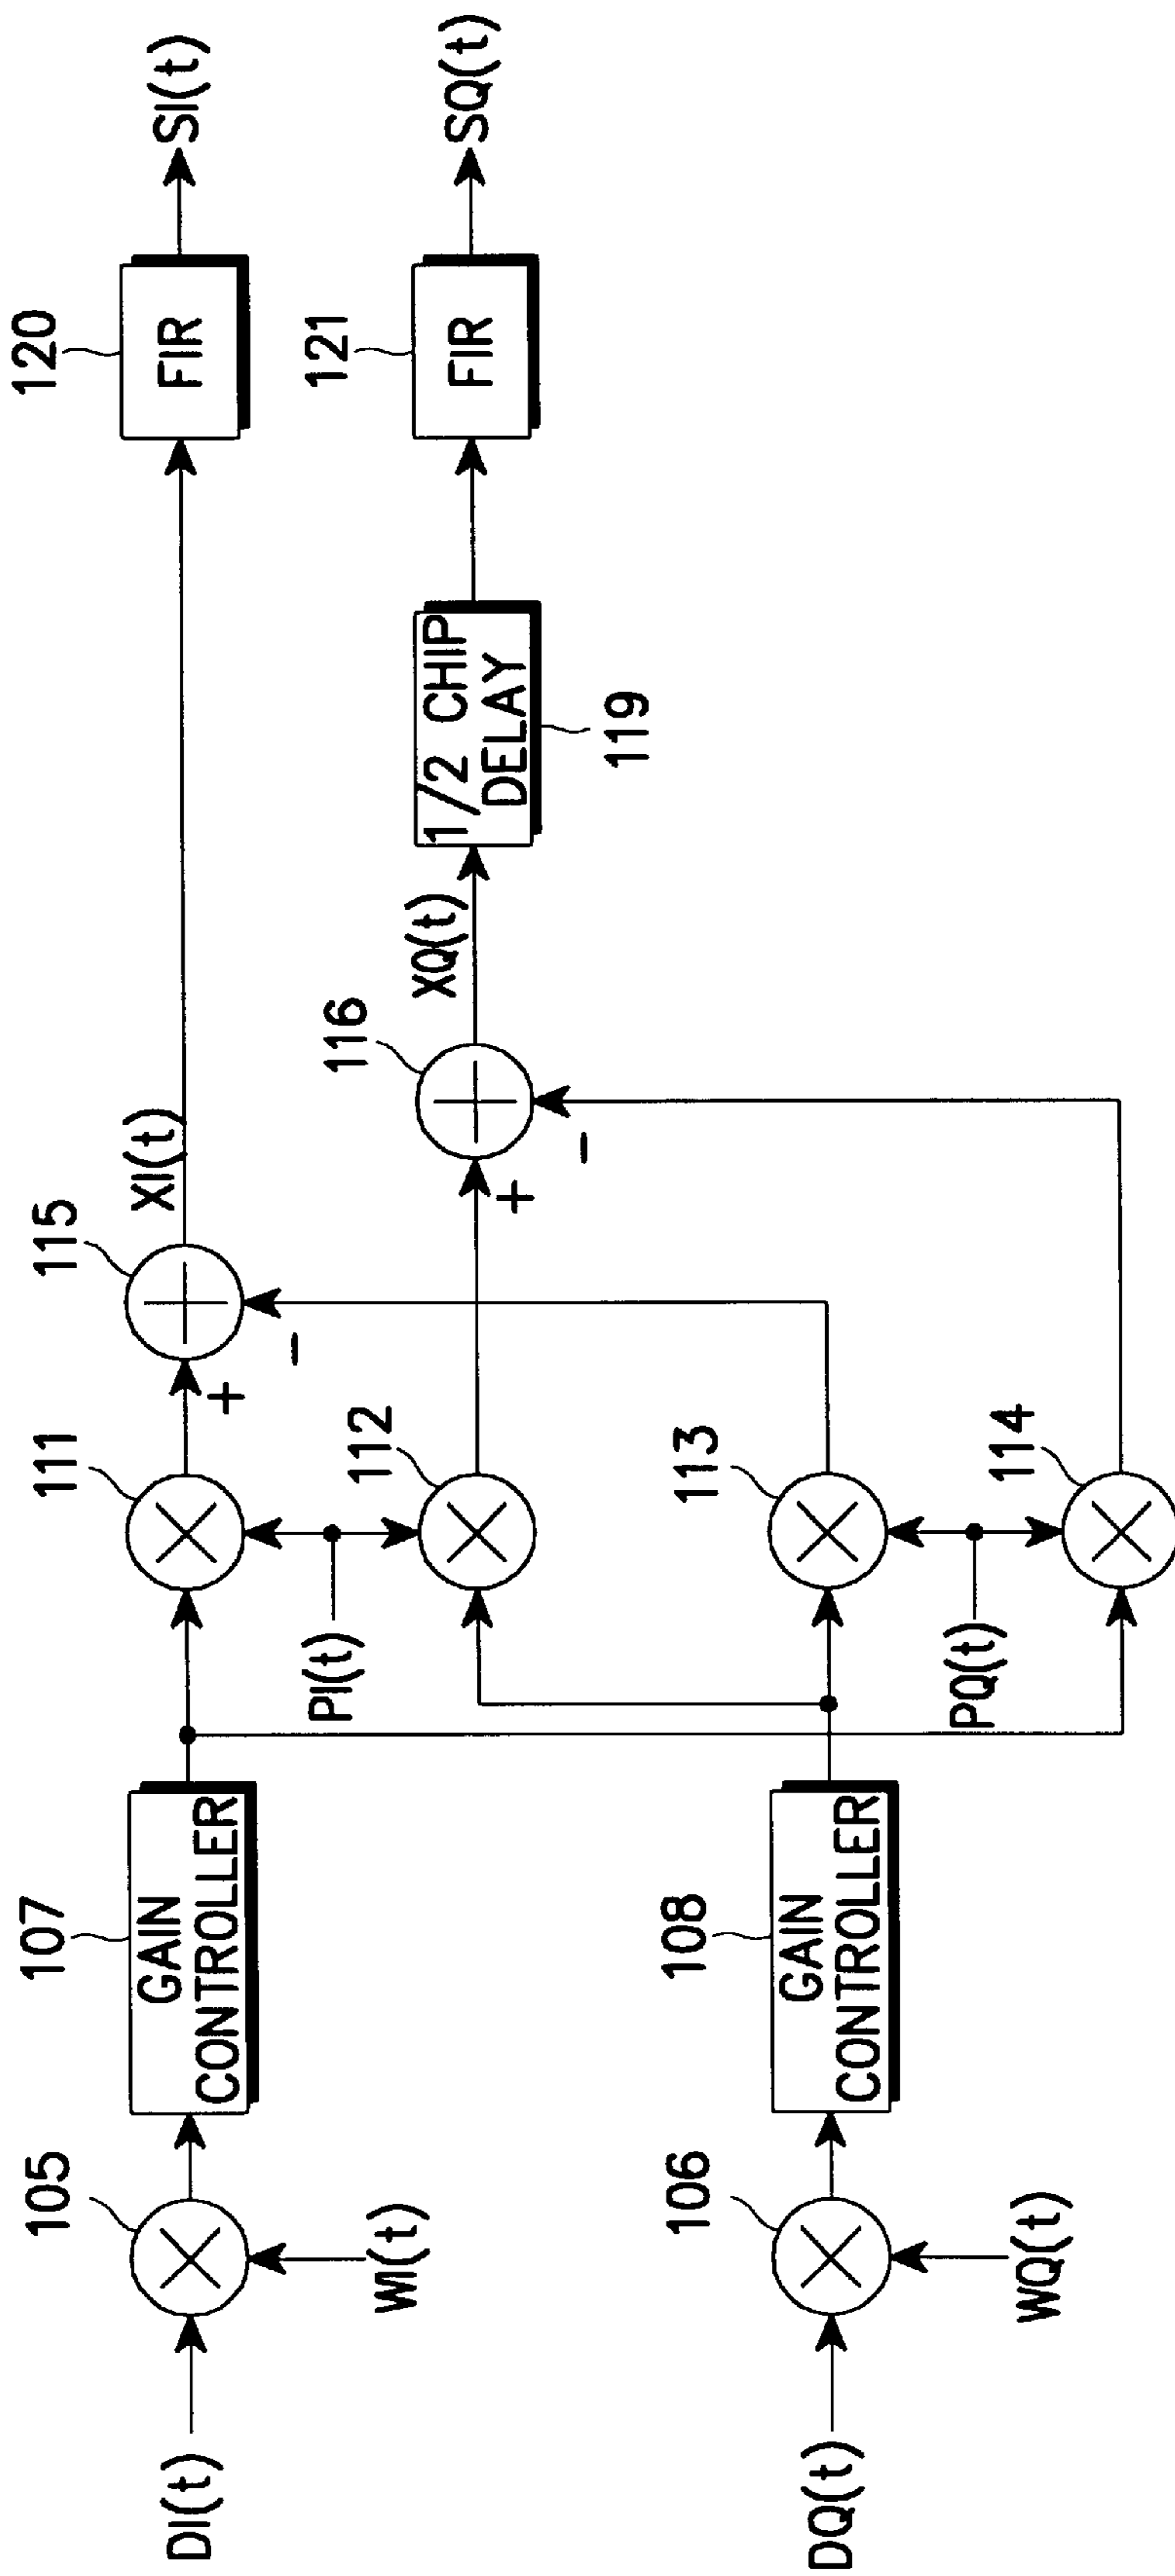 DI(t)
105
WI(t)
107
GAIN
CONTROLLER
111
+
-
115
XI(t)
120
FIR
SI(t)
PI(t)
112
+
-
116
XQ(t)
1/2 CHIP
DELAY
119
121
FIR
SQ(t)
DQ(t)
106
WQ(t)
108
GAIN
CONTROLLER
113
PQ(t)
114